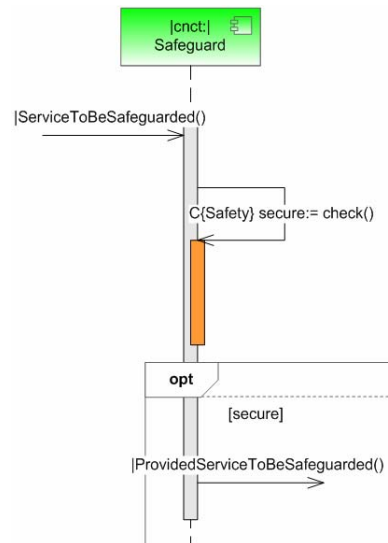 |cnct:|
Safeguard
|ServiceToBeSafeguarded()
C{Safety} secure:= check()
opt
[secure]
|ProvidedServiceToBeSafeguarded()